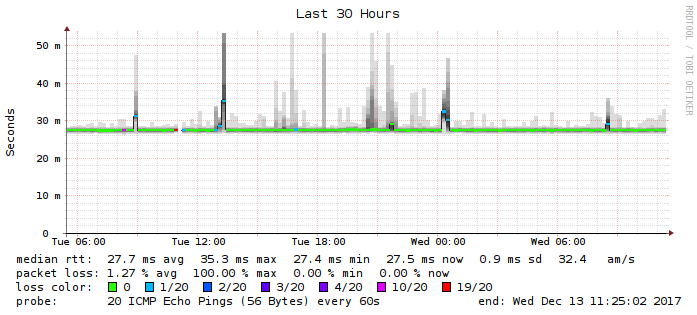 Last 30 Hours
RRDTOOL / TOBI OETIKER
Seconds
50 m
40 m
30 m
20 m
10 m
0
Tue 06:00 Tue 12:00 Tue 18:00 Wed 00:00 Wed 06:00
median rtt: 27.7 ms avg 35.3 ms max 27.4 ms min 27.5 ms now 0.9 ms sd 32.4 am/s
packet loss: 1.27 % avg 100.00 % max 0.00 % min 0.00 % now
loss color: 0 1/20 2/20 3/20 4/20 10/20 19/20
probe: 20 ICMP Echo Pings (56 Bytes) every 60s end: Wed Dec 13 11:25:02 2017